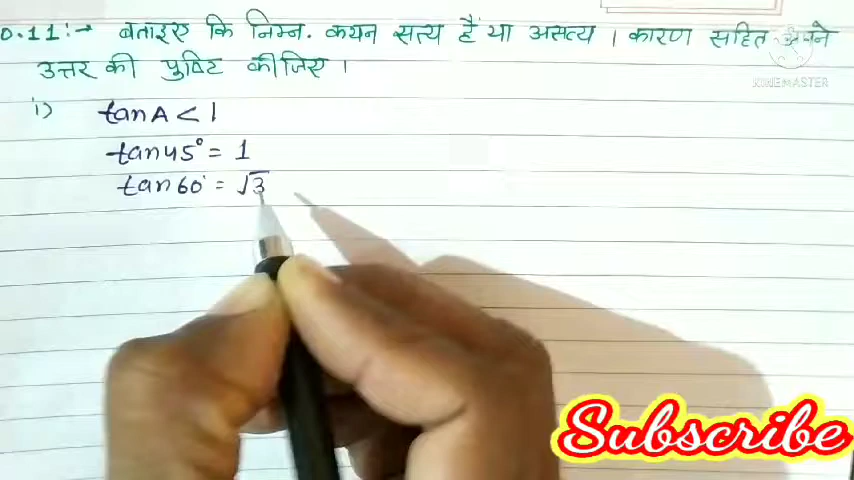 0.11:→ बताइए कि निम्न. कथन सत्य हैं या असत्य । कारण सहित अपने
उत्तर की पुष्टि कीजिए ।
i) tanA < 1
tan45° = 1
tan60° = √3
KINEMASTER
Subscribe